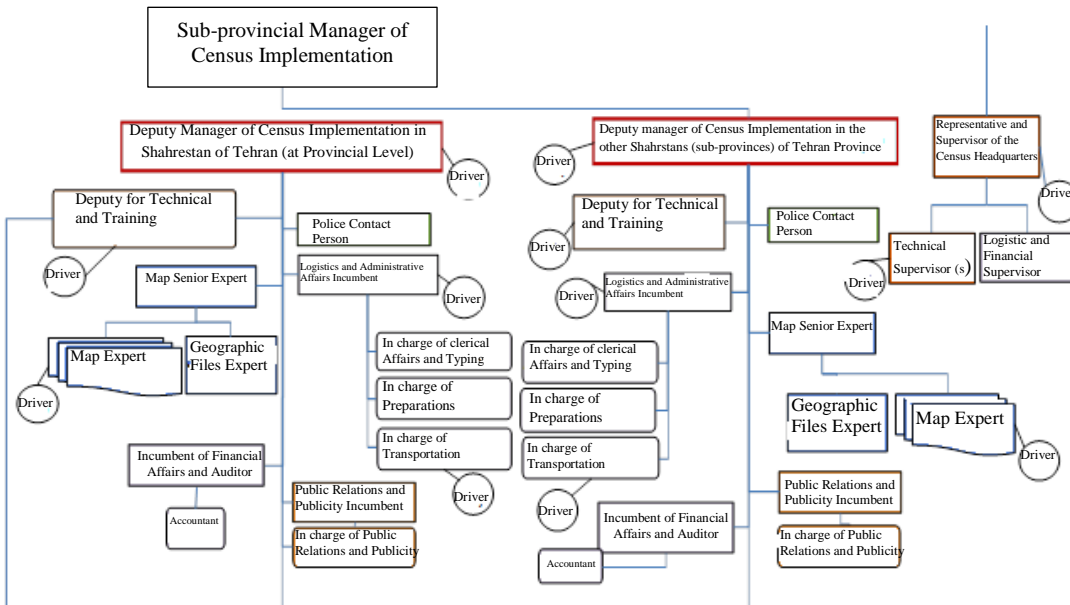 Sub-provincial Manager of
Census Implementation
Deputy Manager of Census Implementation in
Shahrestan of Tehran (at Provincial Level)
Driver
Deputy for Technical
and Training
Driver
Police Contact
Person
Map Senior Expert
Logistics and Administrative
Affairs Incumbent
Driver
Map Expert
Geographic
Files Expert
Driver
In charge of clerical
Affairs and Typing
In charge of
Preparations
In charge of
Transportation
Driver
Incumbent of Financial
Affairs and Auditor
Accountant
Public Relations and
Publicity Incumbent
In charge of Public
Relations and Publicity
Deputy manager of Census Implementation in the
other Shahrstans (sub-provinces) of Tehran Province
Driver
Deputy for Technical
and Training
Driver
Police Contact
Person
Logistics and Administrative
Affairs Incumbent
Driver
Map Senior Expert
In charge of clerical
Affairs and Typing
In charge of
Preparations
In charge of
Transportation
Driver
Geographic
Files Expert
Map Expert
Driver
Incumbent of Financial
Affairs and Auditor
Accountant
Public Relations and
Publicity Incumbent
In charge of Public
Relations and Publicity
Representative and
Supervisor of the
Census Headquarters
Driver
Technical
Supervisor (s)
Driver
Logistic and
Financial
Supervisor